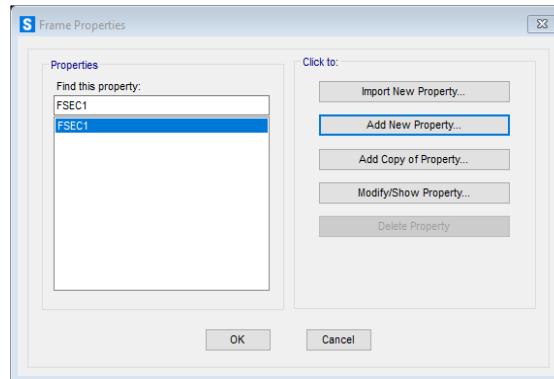 S Frame Properties
Properties
Find this property:
FSEC1
FSEC1
Click to:
Import New Property...
Add New Property...
Add Copy of Property...
Modify/Show Property...
Delete Property
OK
Cancel